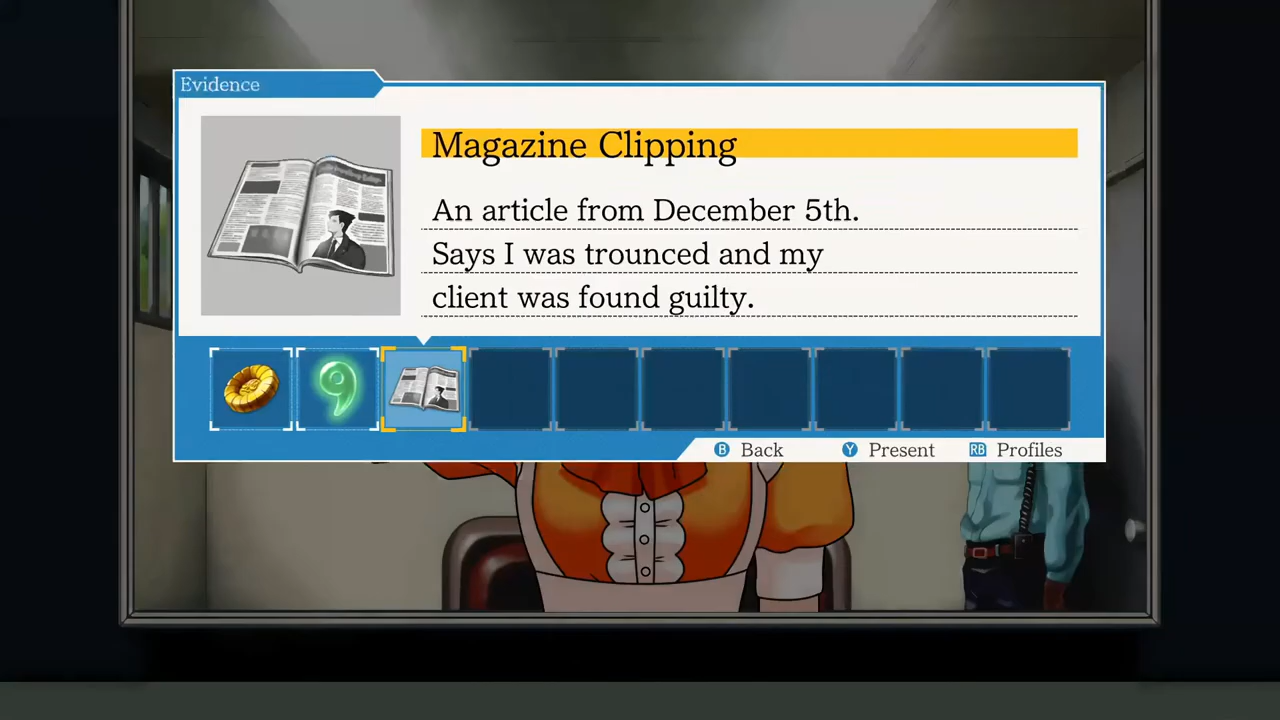 Evidence
Magazine Clipping
An article from December 5th.
Says I was trounced and my
client was found guilty.
B Back
Y Present
RB Profiles